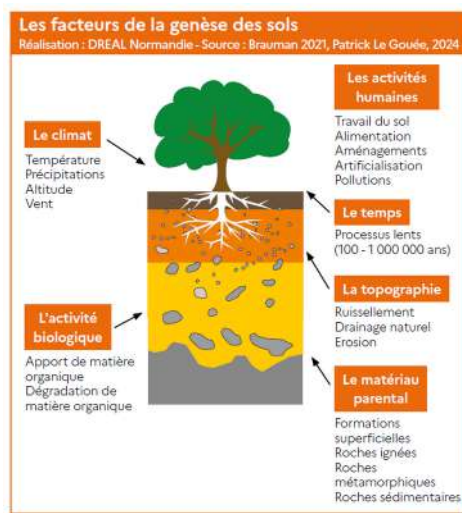 Les facteurs de la genèse des sols
Réalisation : DREAL Normandie - Source : Brauman 2021, Patrick Le Gouée, 2024
Le climat
Température
Précipitations
Altitude
Vent
L'activité
biologique
Apport de matière
organique
Dégradation de
matière organique
Les activités
humaines
Travail du sol
Alimentation
Aménagements
Artificialisation
Pollutions
Le temps
Processus lents
(100 - 1 000 000 ans)
La topographie
Ruissellement
Drainage naturel
Erosion
Le matériau
parental
Formations
superficielles
Roches ignées
Roches
métamorphiques
Roches sédimentaires